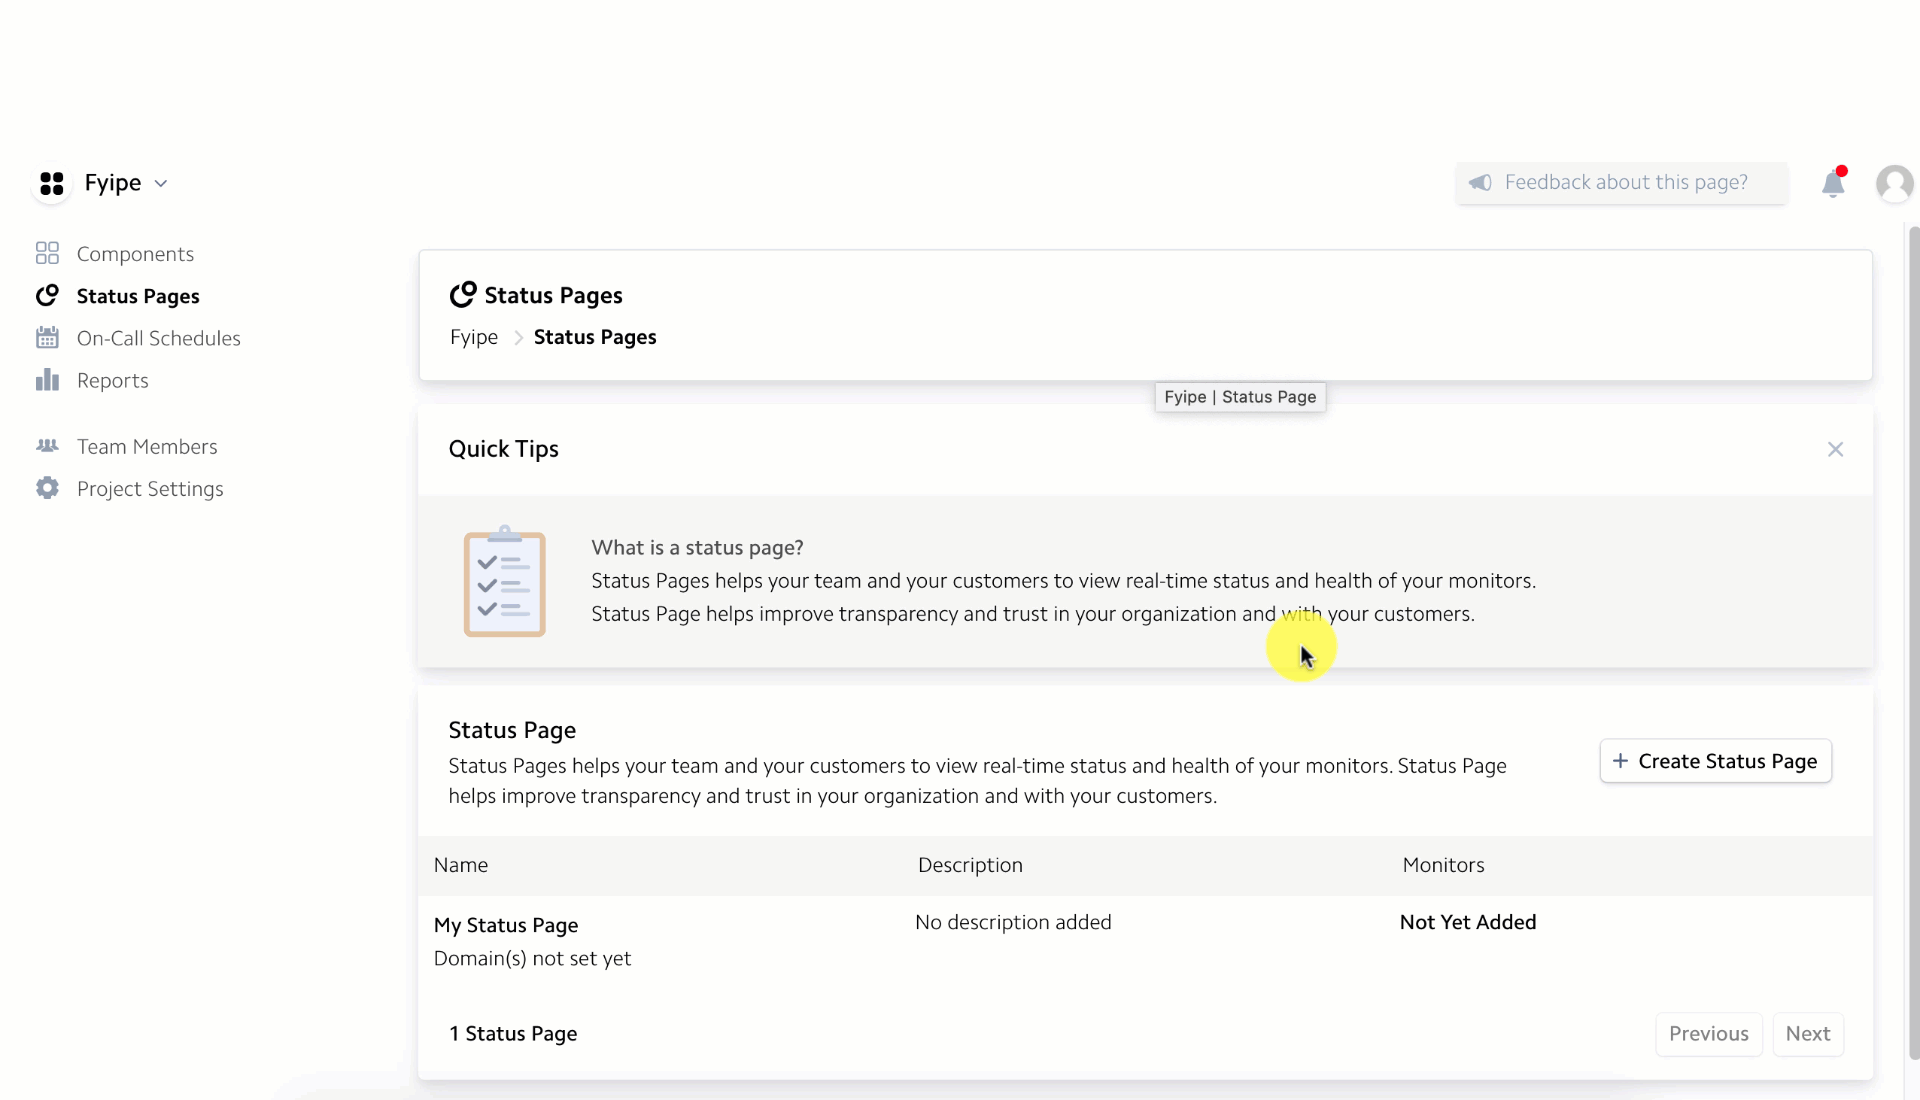 Fyipe
Feedback about this page?
Components
Status Pages
On-Call Schedules
Reports
Team Members
Project Settings
Status Pages
Fyipe > Status Pages
Fyipe | Status Page
Quick Tips
What is a status page?
Status Pages helps your team and your customers to view real-time status and health of your monitors.
Status Page helps improve transparency and trust in your organization and with your customers.
Status Page
Status Pages helps your team and your customers to view real-time status and health of your monitors. Status Page
helps improve transparency and trust in your organization and with your customers.
+ Create Status Page
Name Description Monitors
My Status Page No description added Not Yet Added
Domain(s) not set yet
1 Status Page
Previous Next